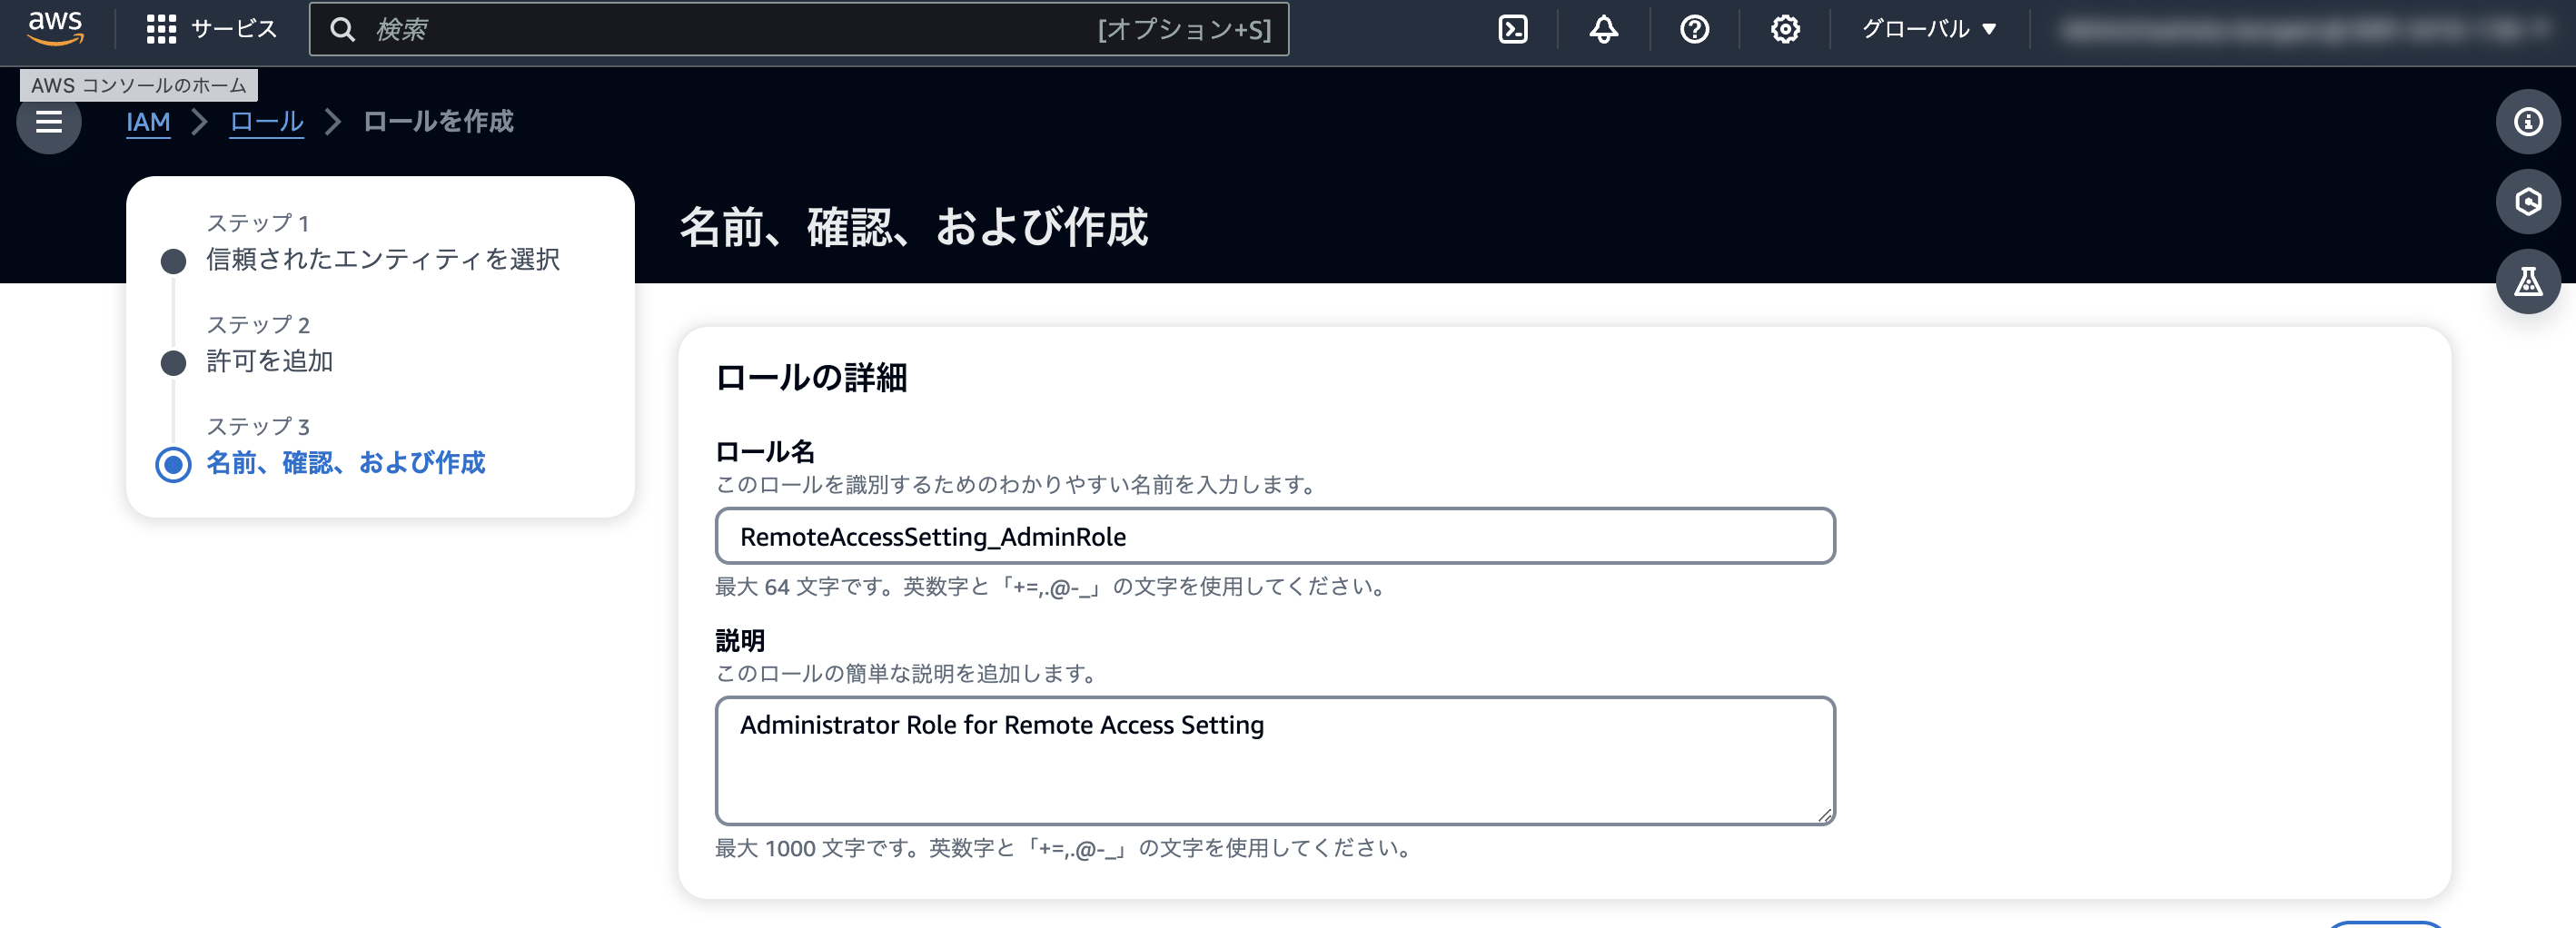 aws
サービス
検索
[オプション+S]
グローバル
AWS コンソールのホーム
IAM
ロール
ロールを作成
ステップ 1
信頼されたエンティティを選択
ステップ 2
許可を追加
ステップ 3
名前、確認、および作成
名前、確認、および作成
ロールの詳細
ロール名
このロールを識別するためのわかりやすい名前を入力します。
RemoteAccessSetting_AdminRole
最大 64 文字です。英数字と「+=,.@-_」の文字を使用してください。
説明
このロールの簡単な説明を追加します。
Administrator Role for Remote Access Setting
最大 1000 文字です。英数字と「+=,.@-_」の文字を使用してください。